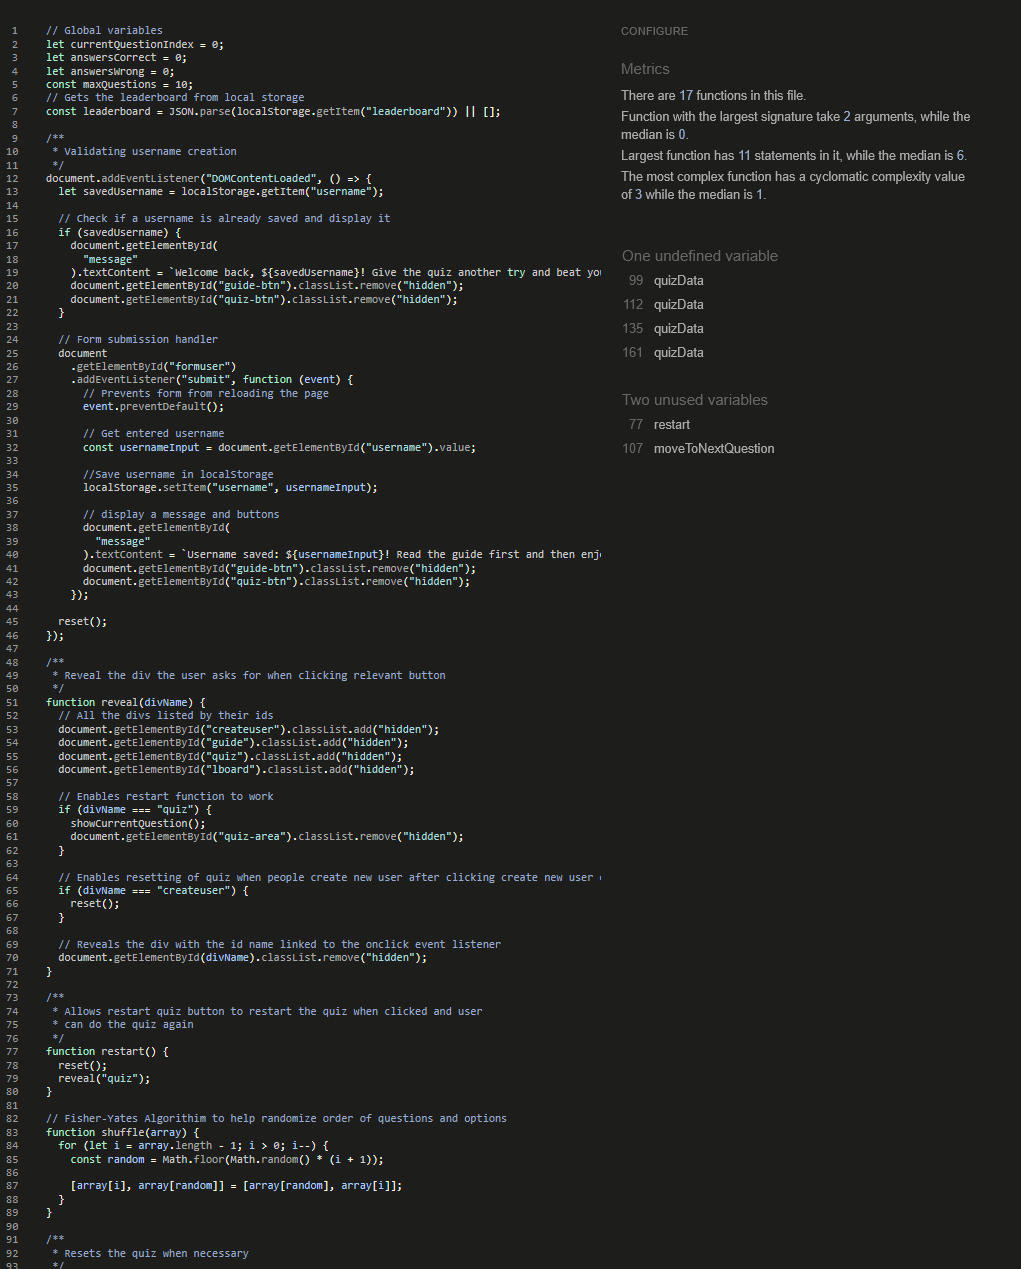 1 // Global variables
2 let currentQuestionIndex = 0;
3 let answersCorrect = 0;
4 let answersWrong = 0;
5 const maxQuestions = 10;
6 // Gets the leaderboard from local storage
7 const leaderboard = JSON.parse(localStorage.getItem("leaderboard")) || [];
8
9 /**
10 * Validating username creation
11 */
12 document.addEventListener("DOMContentLoaded", () => {
13 let savedUsername = localStorage.getItem("username");
14
15 // Check if a username is already saved and display it
16 if (savedUsername) {
17 document.getElementById(
18 "message"
19 ).textContent = `Welcome back, ${savedUsername}! Give the quiz another try and beat you
20 document.getElementById("guide-btn").classList.remove("hidden");
21 document.getElementById("quiz-btn").classList.remove("hidden");
22 }
23
24 // Form submission handler
25 document
26 .getElementById("formuser")
27 .addEventListener("submit", function (event) {
28 // Prevents form from reloading the page
29 event.preventDefault();
30
31 // Get entered username
32 const usernameInput = document.getElementById("username").value;
33
34 //Save username in localStorage
35 localStorage.setItem("username", usernameInput);
36
37 // display a message and buttons
38 document.getElementById(
39 "message"
40 ).textContent = `Username saved: ${usernameInput}! Read the guide first and then enj
41 document.getElementById("guide-btn").classList.remove("hidden");
42 document.getElementById("quiz-btn").classList.remove("hidden");
43 });
44
45 reset();
46 });
47
48 /**
49 * Reveal the div the user asks for when clicking relevant button
50 */
51 function reveal(divName) {
52 // All the divs listed by their ids
53 document.getElementById("createuser").classList.add("hidden");
54 document.getElementById("guide").classList.add("hidden");
55 document.getElementById("quiz").classList.add("hidden");
56 document.getElementById("lboard").classList.add("hidden");
57
58 // Enables restart function to work
59 if (divName === "quiz") {
60 showCurrentQuestion();
61 document.getElementById("quiz-area").classList.remove("hidden");
62 }
63
64 // Enables resetting of quiz when people create new user after clicking create new user
65 if (divName === "createuser") {
66 reset();
67 }
68
69 // Reveals the div with the id name linked to the onclick event listener
70 document.getElementById(divName).classList.remove("hidden");
71 }
72
73 /**
74 * Allows restart quiz button to restart the quiz when clicked and user
75 * can do the quiz again
76 */
77 function restart() {
78 reset();
79 reveal("quiz");
80 }
81
82 // Fisher-Yates Algorithim to help randomize order of questions and options
83 function shuffle(array) {
84 for (let i = array.length - 1; i > 0; i--) {
85 const random = Math.floor(Math.random() * (i + 1));
86
87 [array[i], array[random]] = [array[random], array[i]];
88 }
89 }
90
91 /**
92 * Resets the quiz when necessary
93 */
CONFIGURE
Metrics
There are 17 functions in this file.
Function with the largest signature take 2 arguments, while the
median is 0.
Largest function has 11 statements in it, while the median is 6.
The most complex function has a cyclomatic complexity value
of 3 while the median is 1.
One undefined variable
99 quizData
112 quizData
135 quizData
161 quizData
Two unused variables
77 restart
107 moveToNextQuestion